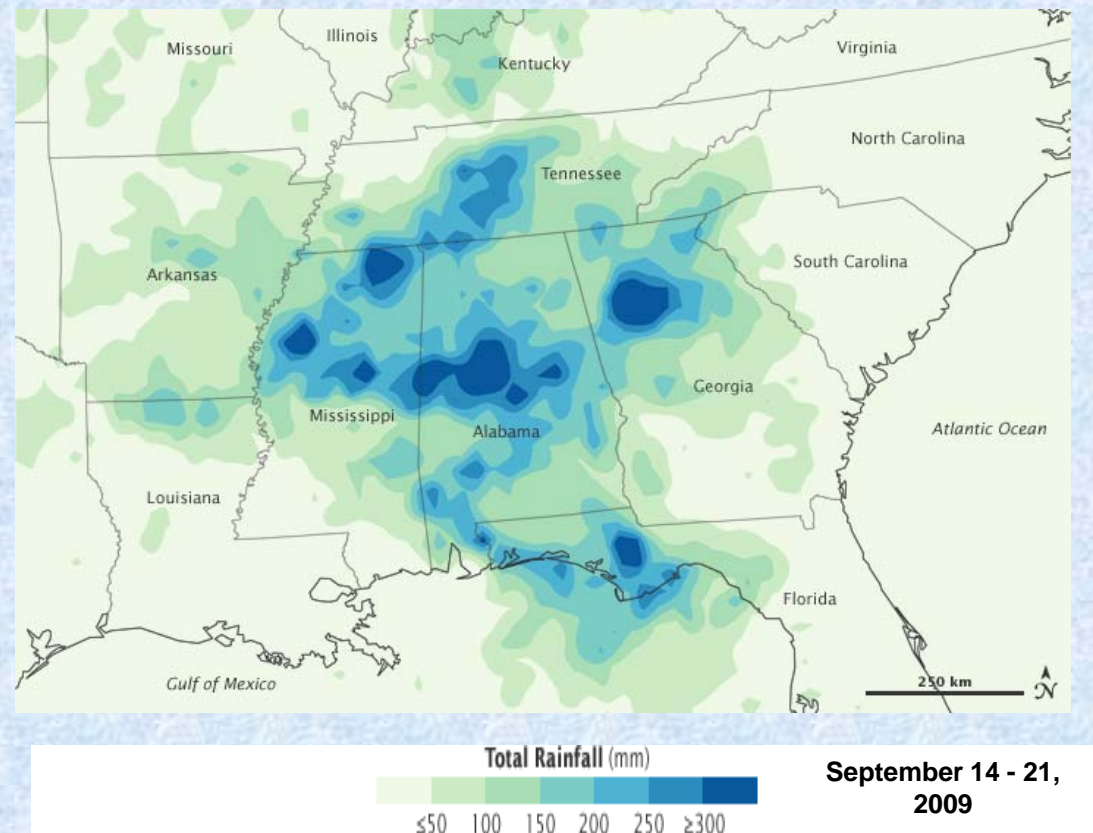 Illinois
Missouri
Virginia
Kentucky
North Carolina
Tennessee
South Carolina
Arkansas
Georgia
Mississippi
Alabama
Atlantic Ocean
Louisiana
Florida
Gulf of Mexico
250 km
N
Total Rainfall (mm)
≤50 100 150 200 250 ≥300
September 14 - 21,
2009